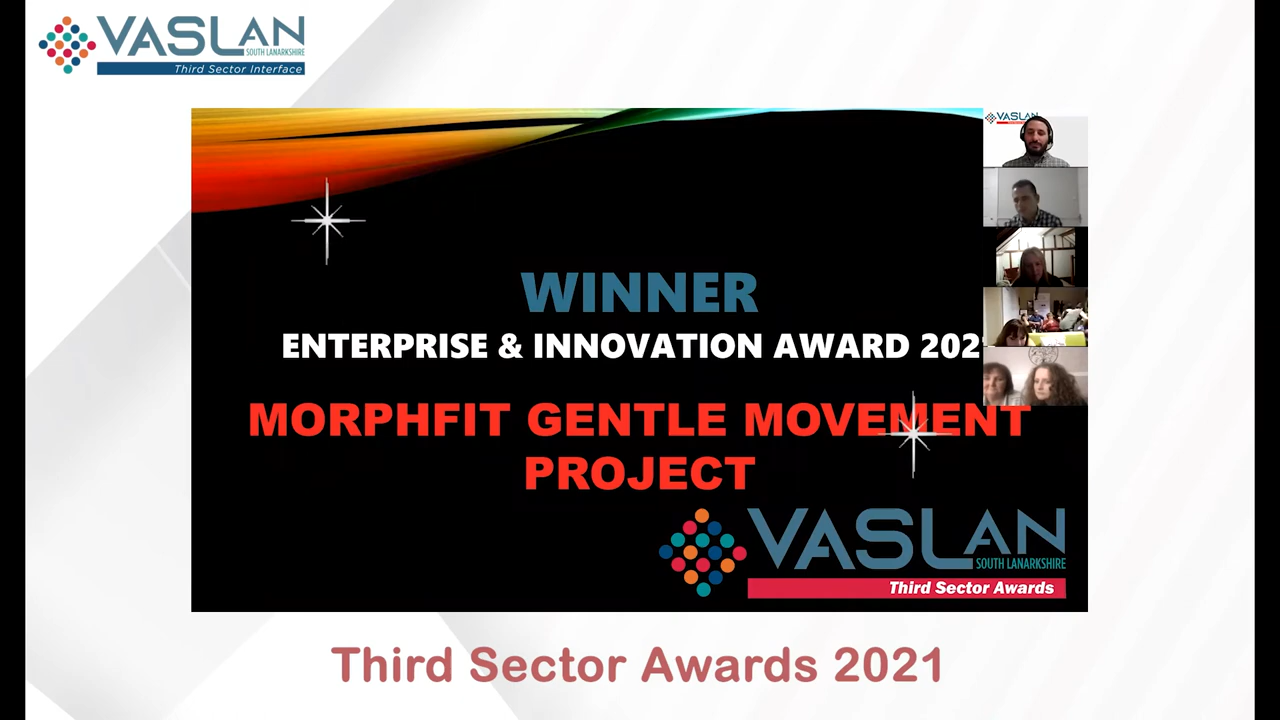 VASLAN
SOUTH LANARKSHIRE
Third Sector Interface
VASLAN
WINNER
ENTERPRISE & INNOVATION AWARD 202
MORPHFIT GENTLE MOVEMENT
PROJECT
VASLAN
SOUTH LANARKSHIRE
Third Sector Awards
Third Sector Awards 2021